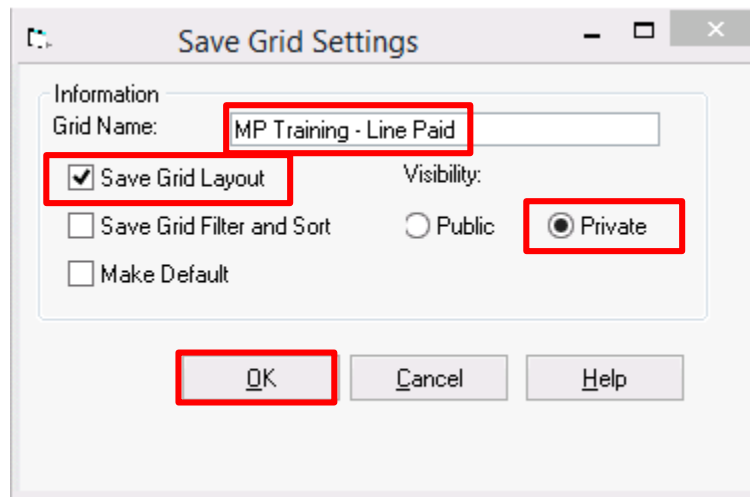 Save Grid Settings
Information
Grid Name: MP Training - Line Paid
Save Grid Layout Visibility:
Save Grid Filter and Sort Public Private
Make Default
OK Cancel Help